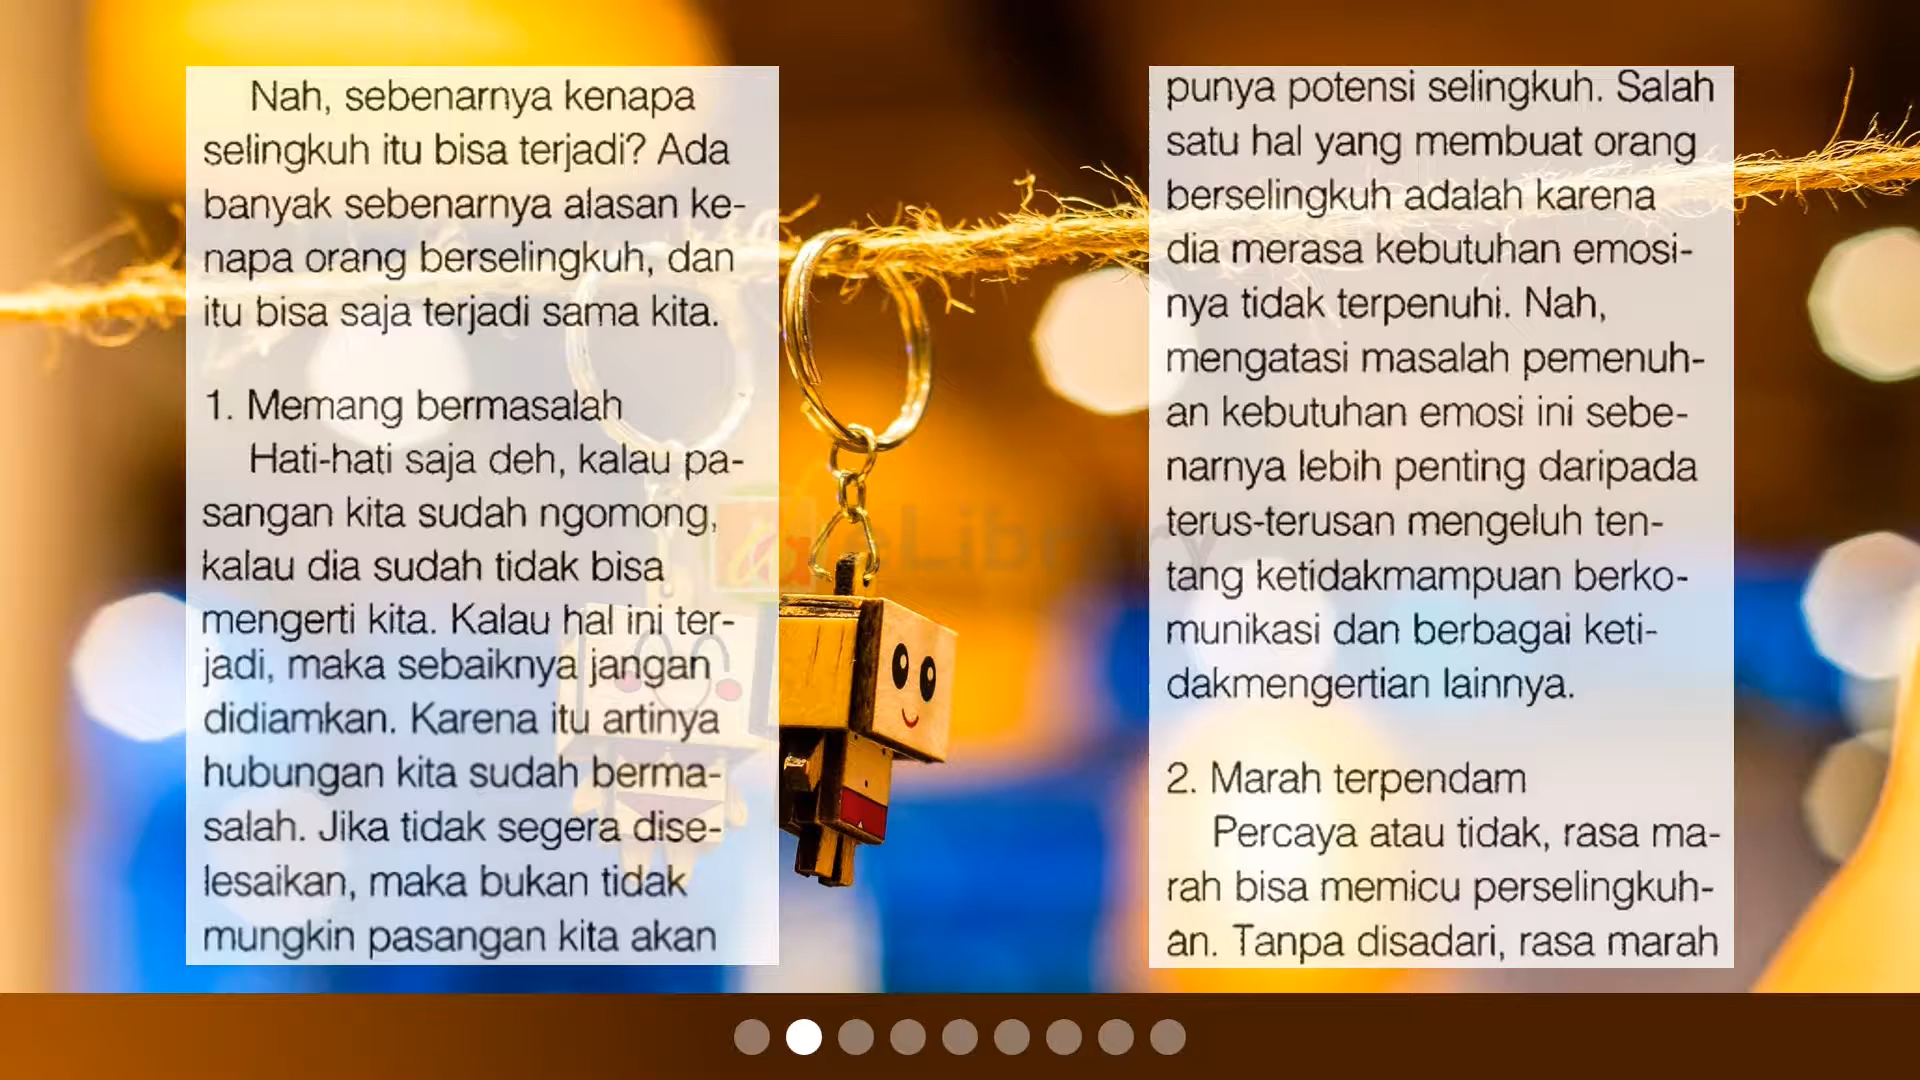 Nah, sebenarnya kenapa
selingkuh itu bisa terjadi? Ada
banyak sebenarnya alasan ke-
napa orang berselingkuh, dan
itu bisa saja terjadi sama kita.
1. Memang bermasalah
Hati-hati saja deh, kalau pa-
sangan kita sudah ngomong,
kalau dia sudah tidak bisa
mengerti kita. Kalau hal ini ter-
jadi, maka sebaiknya jangan
didiamkan. Karena itu artinya
hubungan kita sudah berma-
salah. Jika tidak segera dise-
lesaikan, maka bukan tidak
mungkin pasangan kita akan
punya potensi selingkuh. Salah
satu hal yang membuat orang
berselingkuh adalah karena
dia merasa kebutuhan emosi-
nya tidak terpenuhi. Nah,
mengatasi masalah pemenuh-
an kebutuhan emosi ini sebe-
narnya lebih penting daripada
terus-terusan mengeluh ten-
tang ketidakmampuan berko-
munikasi dan berbagai keti-
dakmengertian lainnya.
2. Marah terpendam
Percaya atau tidak, rasa ma-
rah bisa memicu perselingkuh-
an. Tanpa disadari, rasa marah
eLibrary